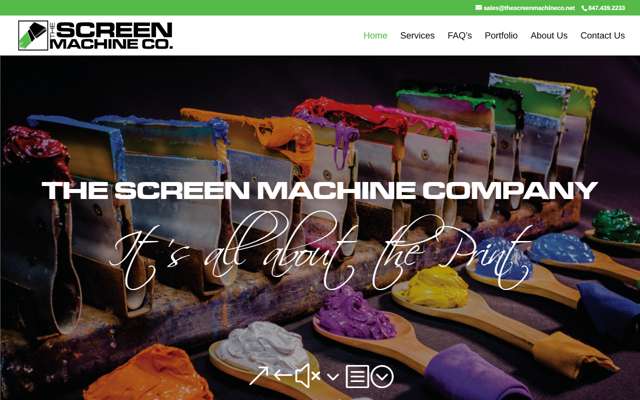 sales@thescreenmachineco.net 847.439.2233
THE SCREEN
MACHINE CO.
Home Services FAQ's Portfolio About Us Contact Us
THE SCREEN MACHINE COMPANY
It's all about the Print